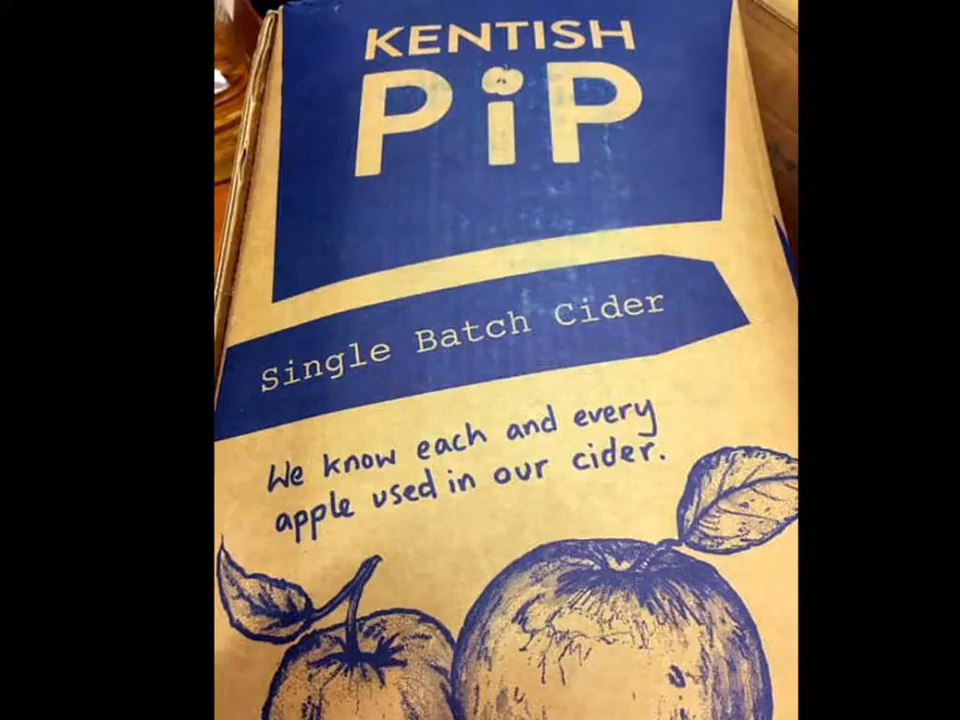 KENTISH
PiP
Single Batch Cider
We know each and every
apple used in our cider.